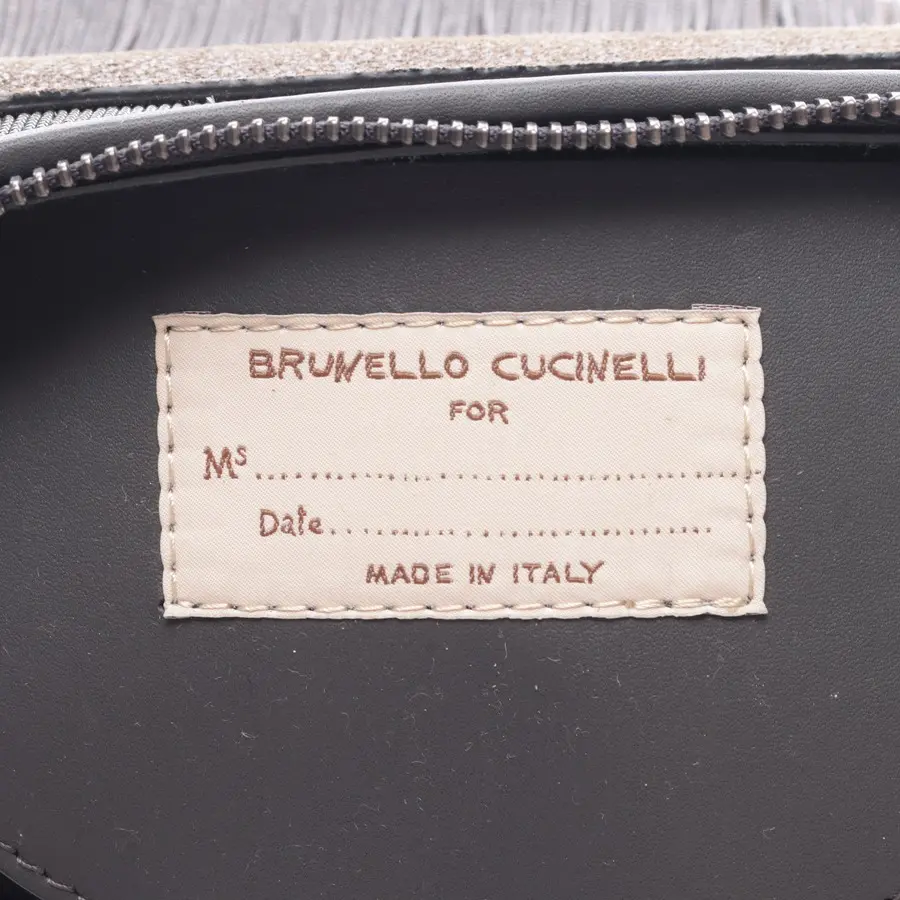 BRUNELLO CUCINELLI
FOR
Ms ........................................
Date ..............................
MADE IN ITALY